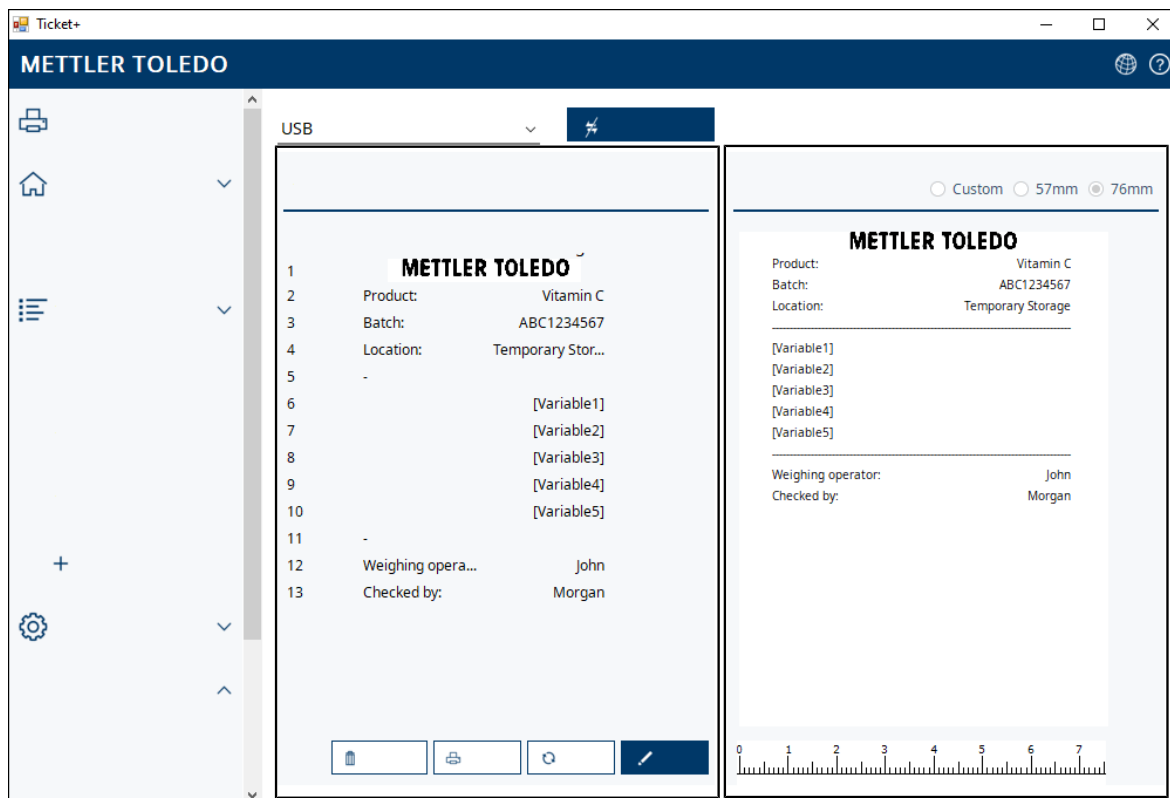 Ticket+
METTLER TOLEDO
USB
1 METTLER TOLEDO
2 Product: Vitamin C
3 Batch: ABC1234567
4 Location: Temporary Stor...
5 -
6 [Variable1]
7 [Variable2]
8 [Variable3]
9 [Variable4]
10 [Variable5]
11 -
12 Weighing opera... John
13 Checked by: Morgan
Custom 57mm 76mm
METTLER TOLEDO
Product: Vitamin C
Batch: ABC1234567
Location: Temporary Storage
[Variable1]
[Variable2]
[Variable3]
[Variable4]
[Variable5]
Weighing operator: John
Checked by: Morgan
0 1 2 3 4 5 6 7